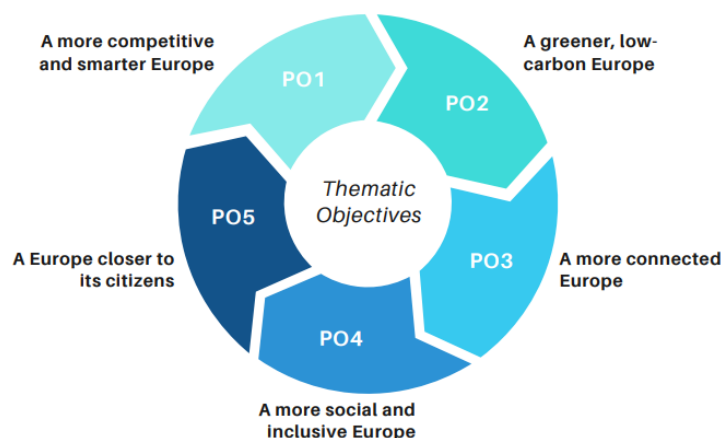 A more competitive
and smarter Europe
PO1
A greener, low-
carbon Europe
PO2
Thematic
Objectives
PO5
A Europe closer to
its citizens
PO3
A more connected
Europe
PO4
A more social and
inclusive Europe